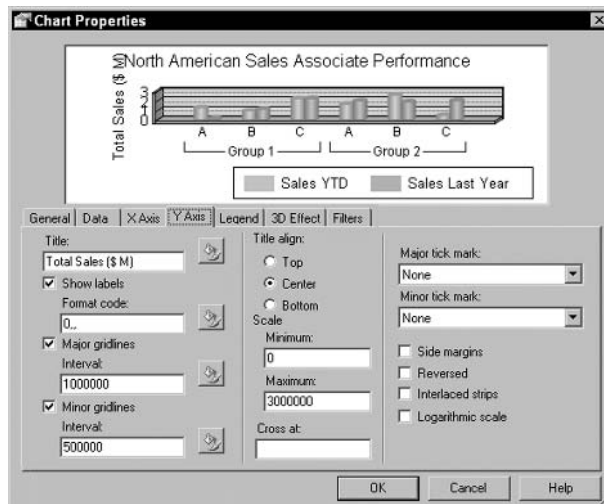 Chart Properties
North American Sales Associate Performance
Total Sales ($ M)
3
2
1
0
A B C A B C
Group 1 Group 2
Sales YTD Sales Last Year
General Data X Axis Y Axis Legend 3D Effect Filters
Title:
Total Sales ($ M)
Show labels
Format code:
0,,
Major gridlines
Interval:
1000000
Minor gridlines
Interval:
500000
Title align:
Top
Center
Bottom
Scale
Minimum:
0
Maximum:
3000000
Cross at:
Major tick mark:
None
Minor tick mark:
None
Side margins
Reversed
Interlaced strips
Logarithmic scale
OK Cancel Help